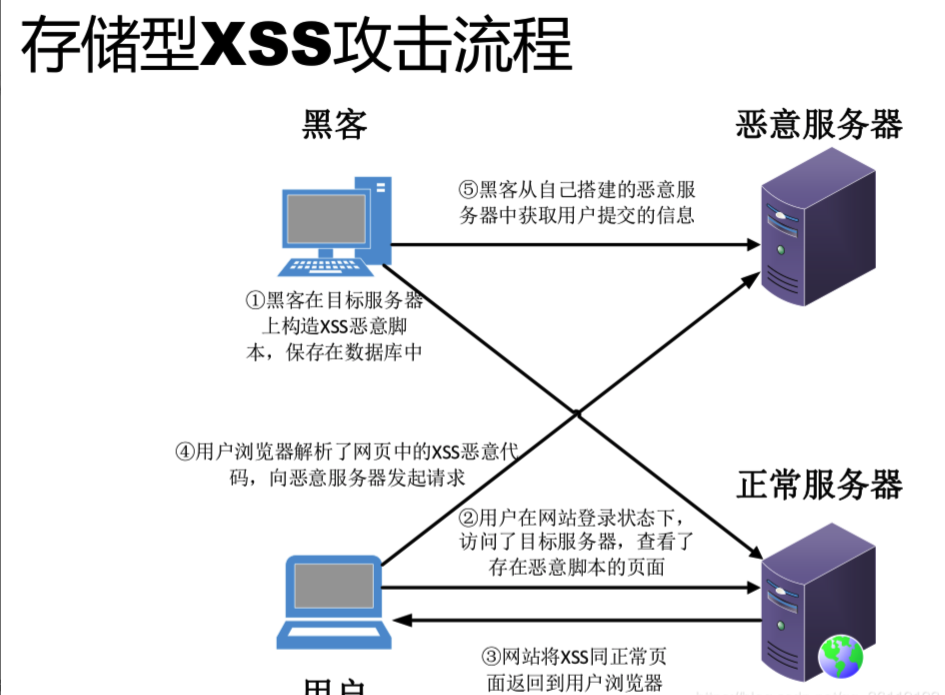 存储型XSS攻击流程
黑客
恶意服务器
⑤黑客从自己搭建的恶意服
务器中获取用户提交的信息
①黑客在目标服务器
上构造XSS恶意脚
本，保存在数据库中
④用户浏览器解析了网页中的XSS恶意代
码，向恶意服务器发起请求
正常服务器
②用户在网站登录状态下，
访问了目标服务器，查看了
存在恶意脚本的页面
③网站将XSS同正常页
面返回到用户浏览器
用户